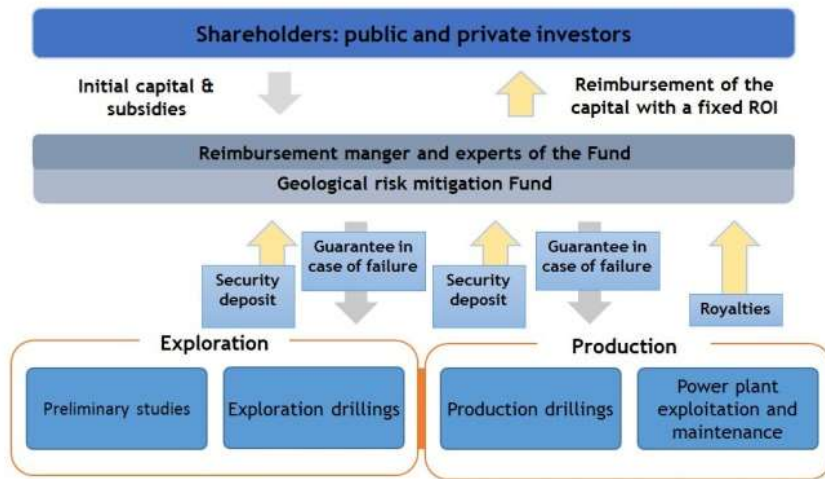 Shareholders: public and private investors
Initial capital &
subsidies
Reimbursement of the
capital with a fixed ROI
Reimbursement manger and experts of the Fund
Geological risk mitigation Fund
Security
deposit
Guarantee in
case of failure
Security
deposit
Guarantee in
case of failure
Royalties
Exploration
Production
Preliminary studies
Exploration drillings
Production drillings
Power plant
exploitation and
maintenance